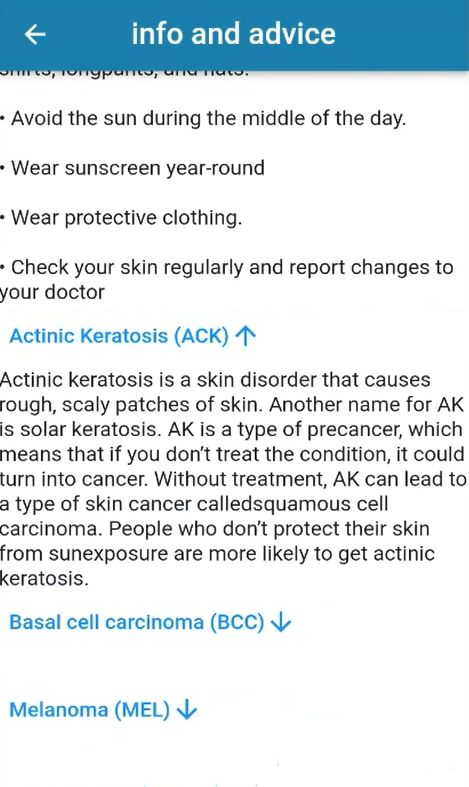 info and advice
shirts, longpants, and hats.
• Avoid the sun during the middle of the day.
• Wear sunscreen year-round
• Wear protective clothing.
• Check your skin regularly and report changes to
your doctor
Actinic Keratosis (ACK)
Actinic keratosis is a skin disorder that causes
rough, scaly patches of skin. Another name for AK
is solar keratosis. AK is a type of precancer, which
means that if you don’t treat the condition, it could
turn into cancer. Without treatment, AK can lead to
a type of skin cancer calledsquamous cell
carcinoma. People who don’t protect their skin
from sunexposure are more likely to get actinic
keratosis.
Basal cell carcinoma (BCC)
Melanoma (MEL)